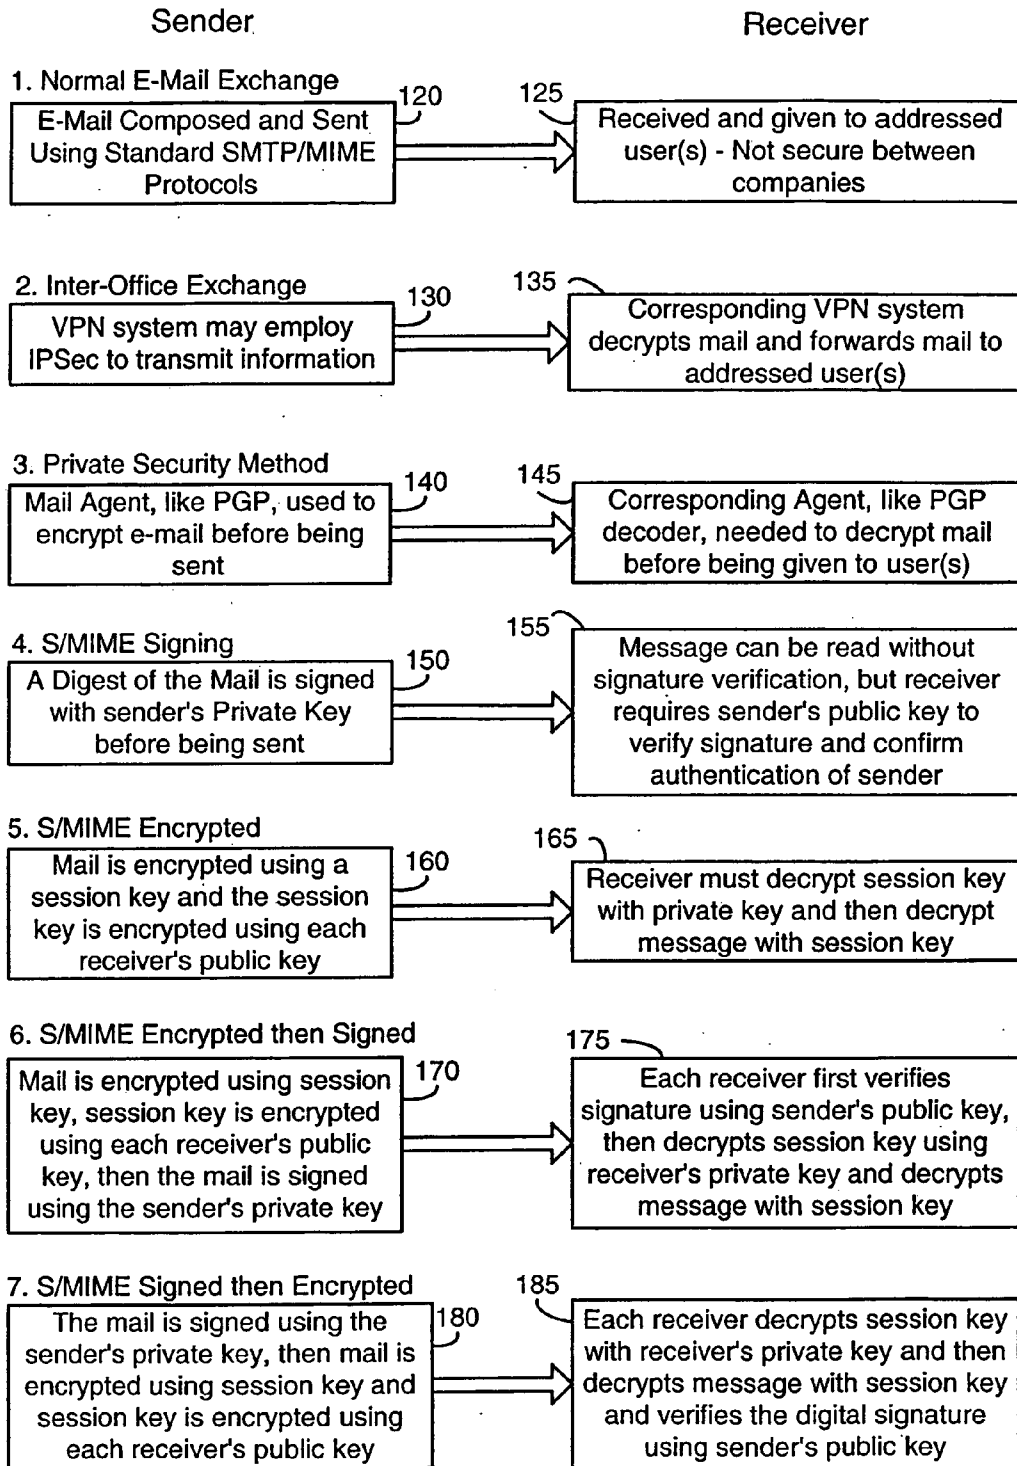 Sender
Receiver
1. Normal E-Mail Exchange
120
125
E-Mail Composed and Sent
Using Standard SMTP/MIME
Protocols
Received and given to addressed
user(s) - Not secure between
companies
2. Inter-Office Exchange
130
135
VPN system may employ
IPSec to transmit information
Corresponding VPN system
decrypts mail and forwards mail to
addressed user(s)
3. Private Security Method
140
145
Mail Agent, like PGP, used to
encrypt e-mail before being
sent
Corresponding Agent, like PGP
decoder, needed to decrypt mail
before being given to user(s)
4. S/MIME Signing
150
155
A Digest of the Mail is signed
with sender's Private Key
before being sent
Message can be read without
signature verification, but receiver
requires sender's public key to
verify signature and confirm
authentication of sender
5. S/MIME Encrypted
160
165
Mail is encrypted using a
session key and the session
key is encrypted using each
receiver's public key
Receiver must decrypt session key
with private key and then decrypt
message with session key
6. S/MIME Encrypted then Signed
170
175
Mail is encrypted using session
key, session key is encrypted
using each receiver's public
key, then the mail is signed
using the sender's private key
Each receiver first verifies
signature using sender's public key,
then decrypts session key using
receiver's private key and decrypts
message with session key
7. S/MIME Signed then Encrypted
180
185
The mail is signed using the
sender's private key, then mail is
encrypted using session key and
session key is encrypted using
each receiver's public key
Each receiver decrypts session key
with receiver's private key and then
decrypts message with session key
and verifies the digital signature
using sender's public key